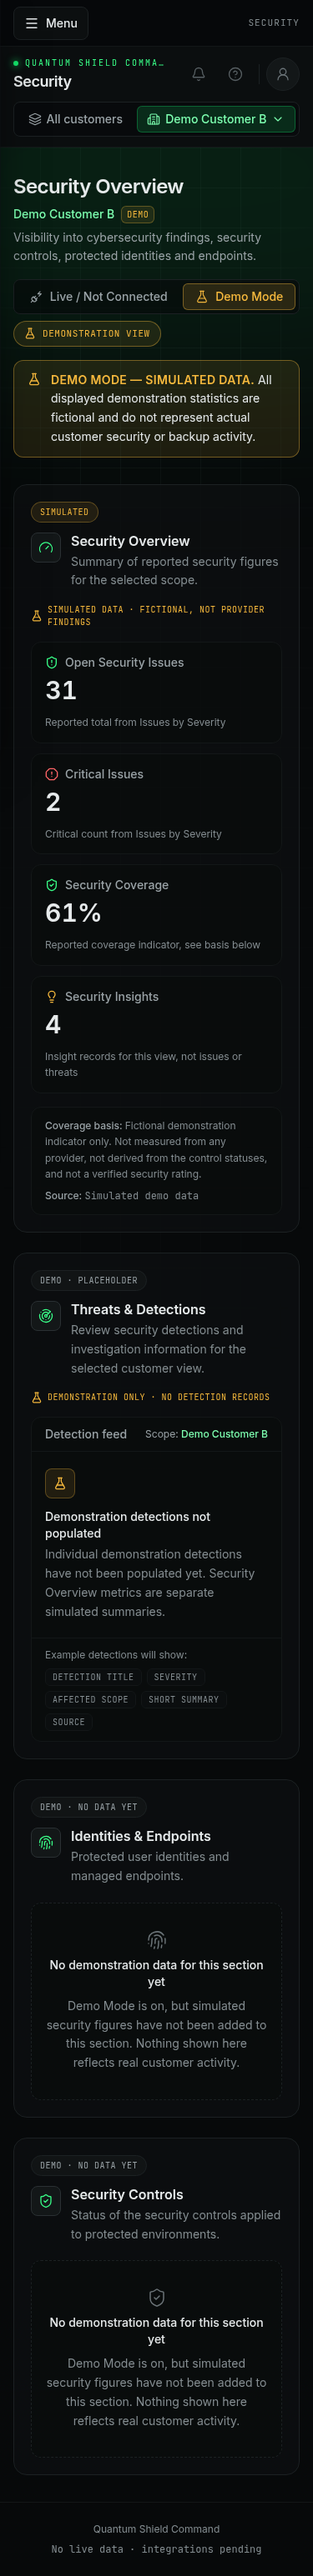 Menu
SECURITY
QUANTUM SHIELD COMMA…
Security
All customers
Demo Customer B
Security Overview
Demo Customer B DEMO
Visibility into cybersecurity findings, security
controls, protected identities and endpoints.
Live / Not Connected
Demo Mode
DEMONSTRATION VIEW
DEMO MODE — SIMULATED DATA. All
displayed demonstration statistics are
fictional and do not represent actual
customer security or backup activity.
SIMULATED
Security Overview
Summary of reported security figures
for the selected scope.
SIMULATED DATA · FICTIONAL, NOT PROVIDER
FINDINGS
Open Security Issues
31
Reported total from Issues by Severity
Critical Issues
2
Critical count from Issues by Severity
Security Coverage
61%
Reported coverage indicator, see basis below
Security Insights
4
Insight records for this view, not issues or
threats
Coverage basis: Fictional demonstration
indicator only. Not measured from any
provider, not derived from the control statuses,
and not a verified security rating.
Source: Simulated demo data
DEMO · PLACEHOLDER
Threats & Detections
Review security detections and
investigation information for the
selected customer view.
DEMONSTRATION ONLY · NO DETECTION RECORDS
Detection feed
Scope: Demo Customer B
Demonstration detections not
populated
Individual demonstration detections
have not been populated yet. Security
Overview metrics are separate
simulated summaries.
Example detections will show:
DETECTION TITLE
SEVERITY
AFFECTED SCOPE
SHORT SUMMARY
SOURCE
DEMO · NO DATA YET
Identities & Endpoints
Protected user identities and
managed endpoints.
No demonstration data for this section
yet
Demo Mode is on, but simulated
security figures have not been added to
this section. Nothing shown here
reflects real customer activity.
DEMO · NO DATA YET
Security Controls
Status of the security controls applied
to protected environments.
No demonstration data for this section
yet
Demo Mode is on, but simulated
security figures have not been added to
this section. Nothing shown here
reflects real customer activity.
Quantum Shield Command
No live data · integrations pending